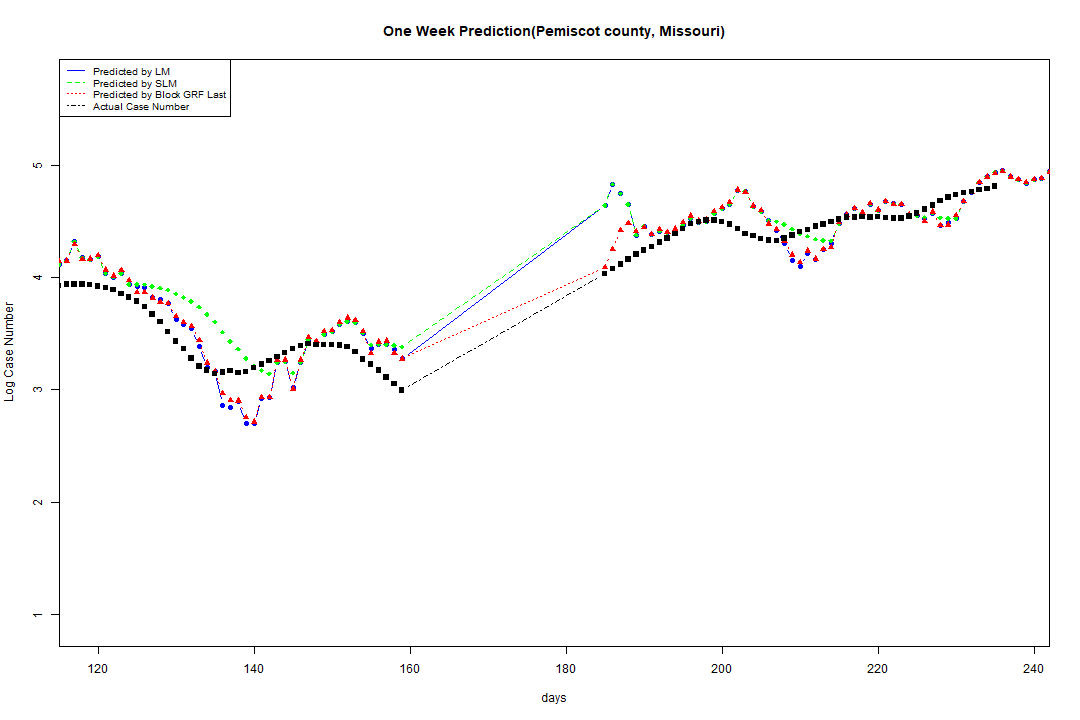 One Week Prediction(Pemiscot county, Missouri)
Predicted by LM
Predicted by SLM
Predicted by Block GRF Last
Actual Case Number
5
4
3
2
1
Log Case Number
120 140 160 180 200 220 240
days